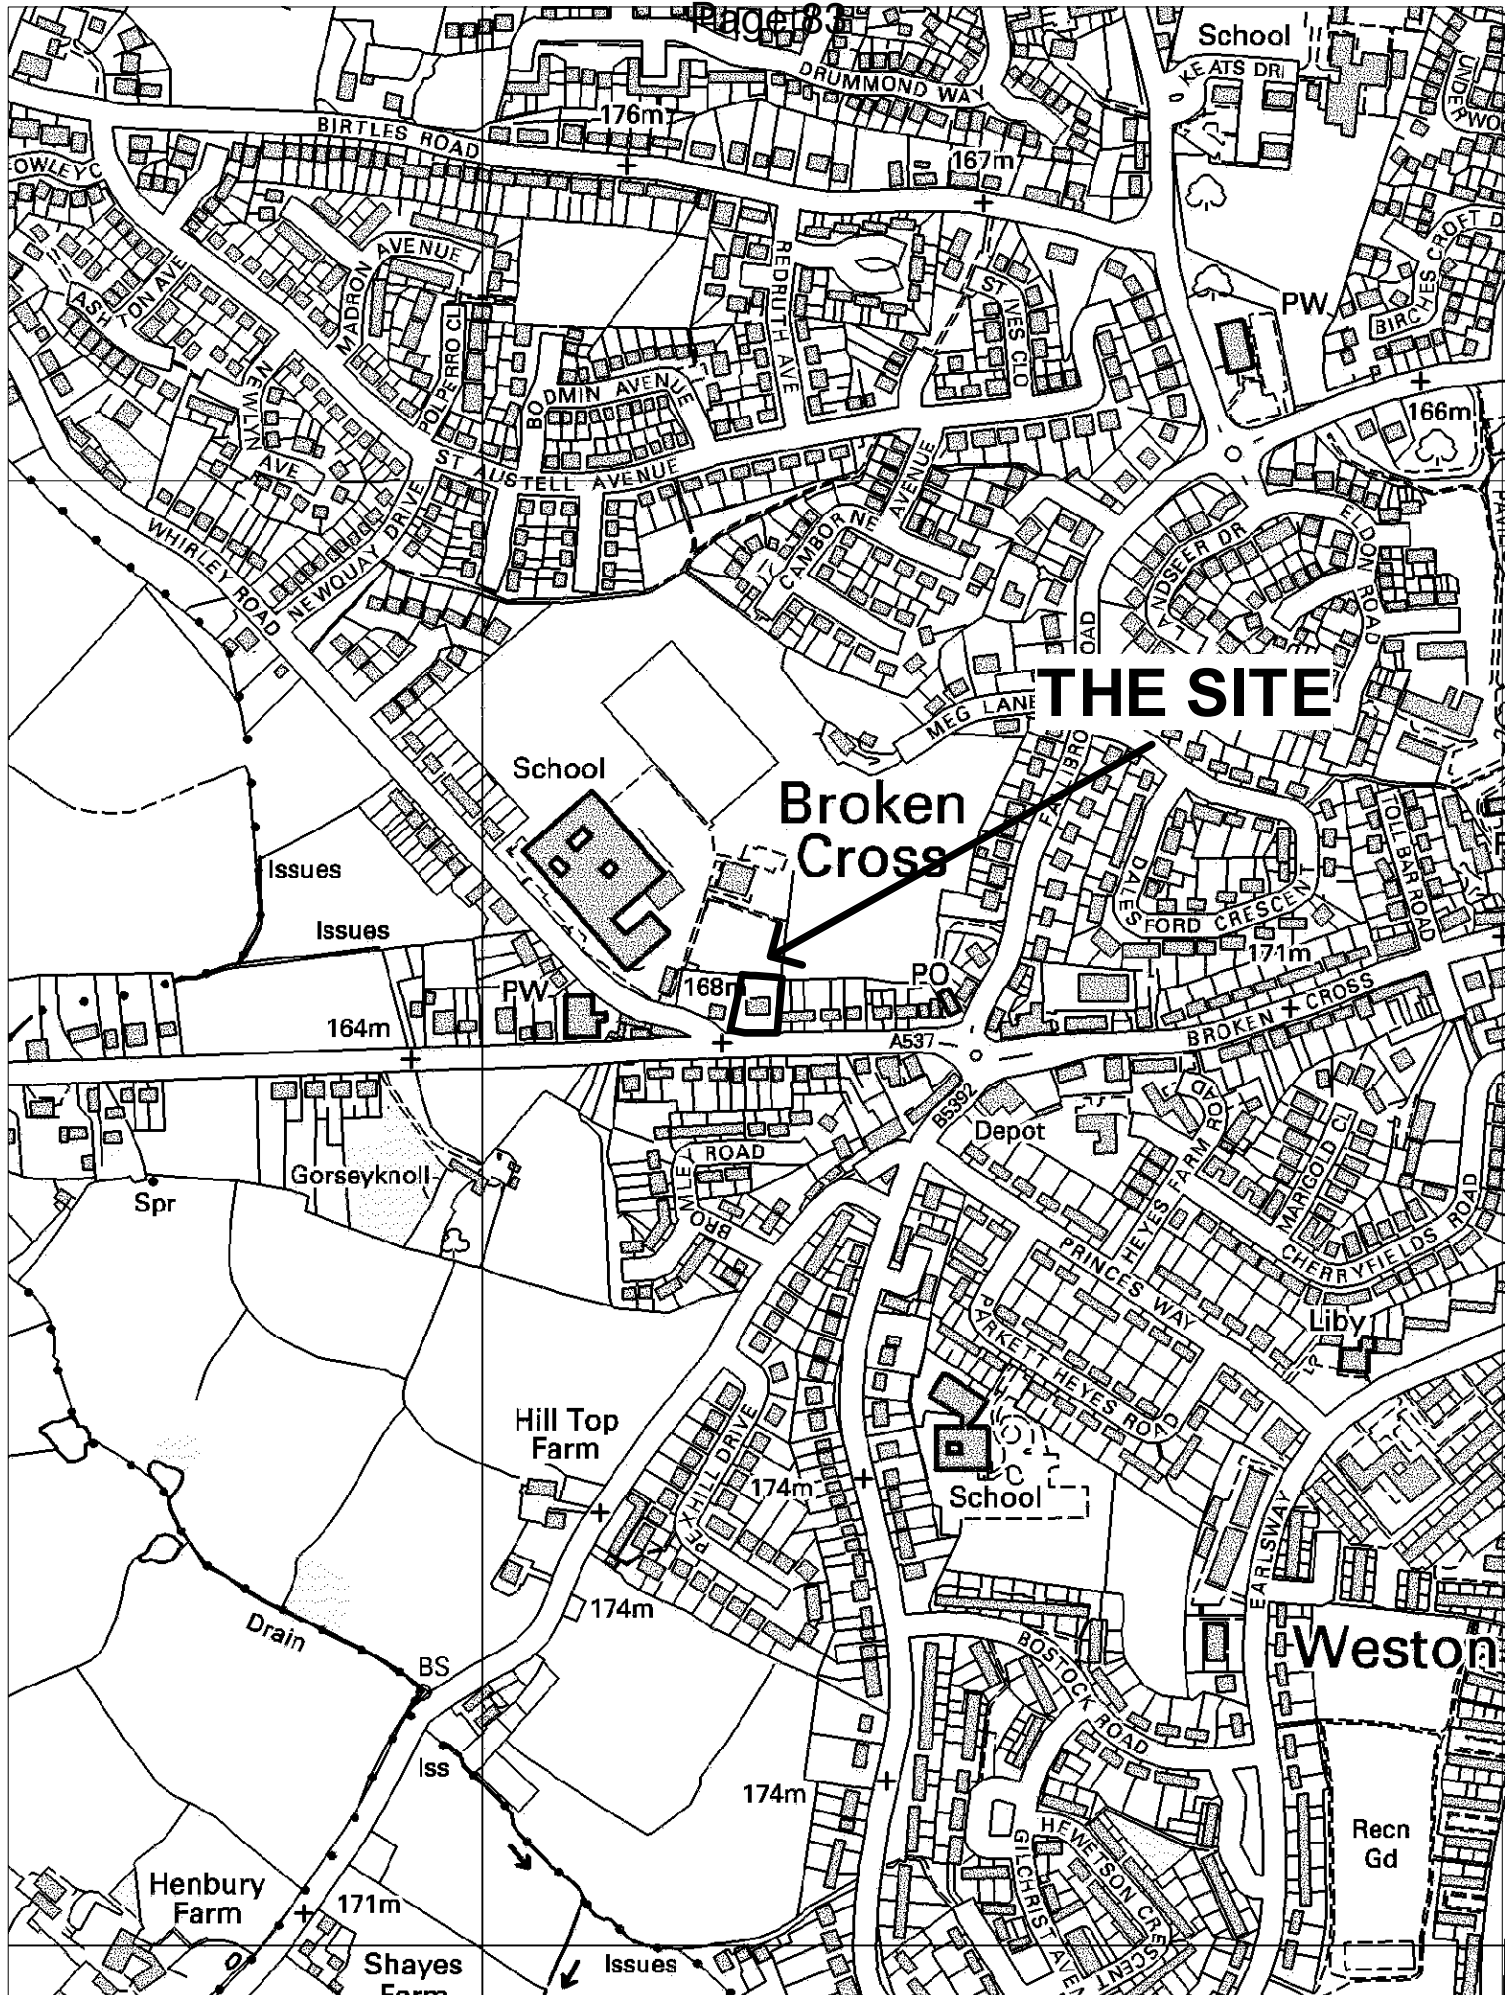 Page 83
School
KEATS DR
DRUMMOND WAY
176m
BIRTLES ROAD
167m
OWLEY C
MADRON AVENUE
REDRUTH AVE
ST IVES CLO
BIRCHES CROFT D
PW
ASHTON AVE
POLPERRO CL
BODMIN AVENUE
NEWLYN AVE
166m
ST AUSTELL AVENUE
CAMBORNE AVENUE
WHIRLEY ROAD
NEWQUAY DRIVE
LANDSEER DR
ELDON ROAD
ROAD
THE SITE
MEG LANE
School
Broken
Cross
DALESFORD CRESCENT
TOLL BAR ROAD
Issues
Issues
171m
PW
168m
PO
164m
A537
BROKEN CROSS
B5392
Depot
BROMLEY ROAD
HEYES FARM ROAD
MARIGOLD CL
Gorseyknoll
Spr
PRINCES WAY
CHERRYFIELDS ROAD
Liby
PARKETT HEYES ROAD
Hill Top
Farm
PEXHILL DRIVE
174m
School
EARLSWAY
174m
Drain
BOSTOCK ROAD
Weston
BS
Iss
174m
HEWETSON CRESCENT
GILCHRIST AVEN
Recn
Gd
Henbury
Farm
171m
Shayes
Farm
Issues